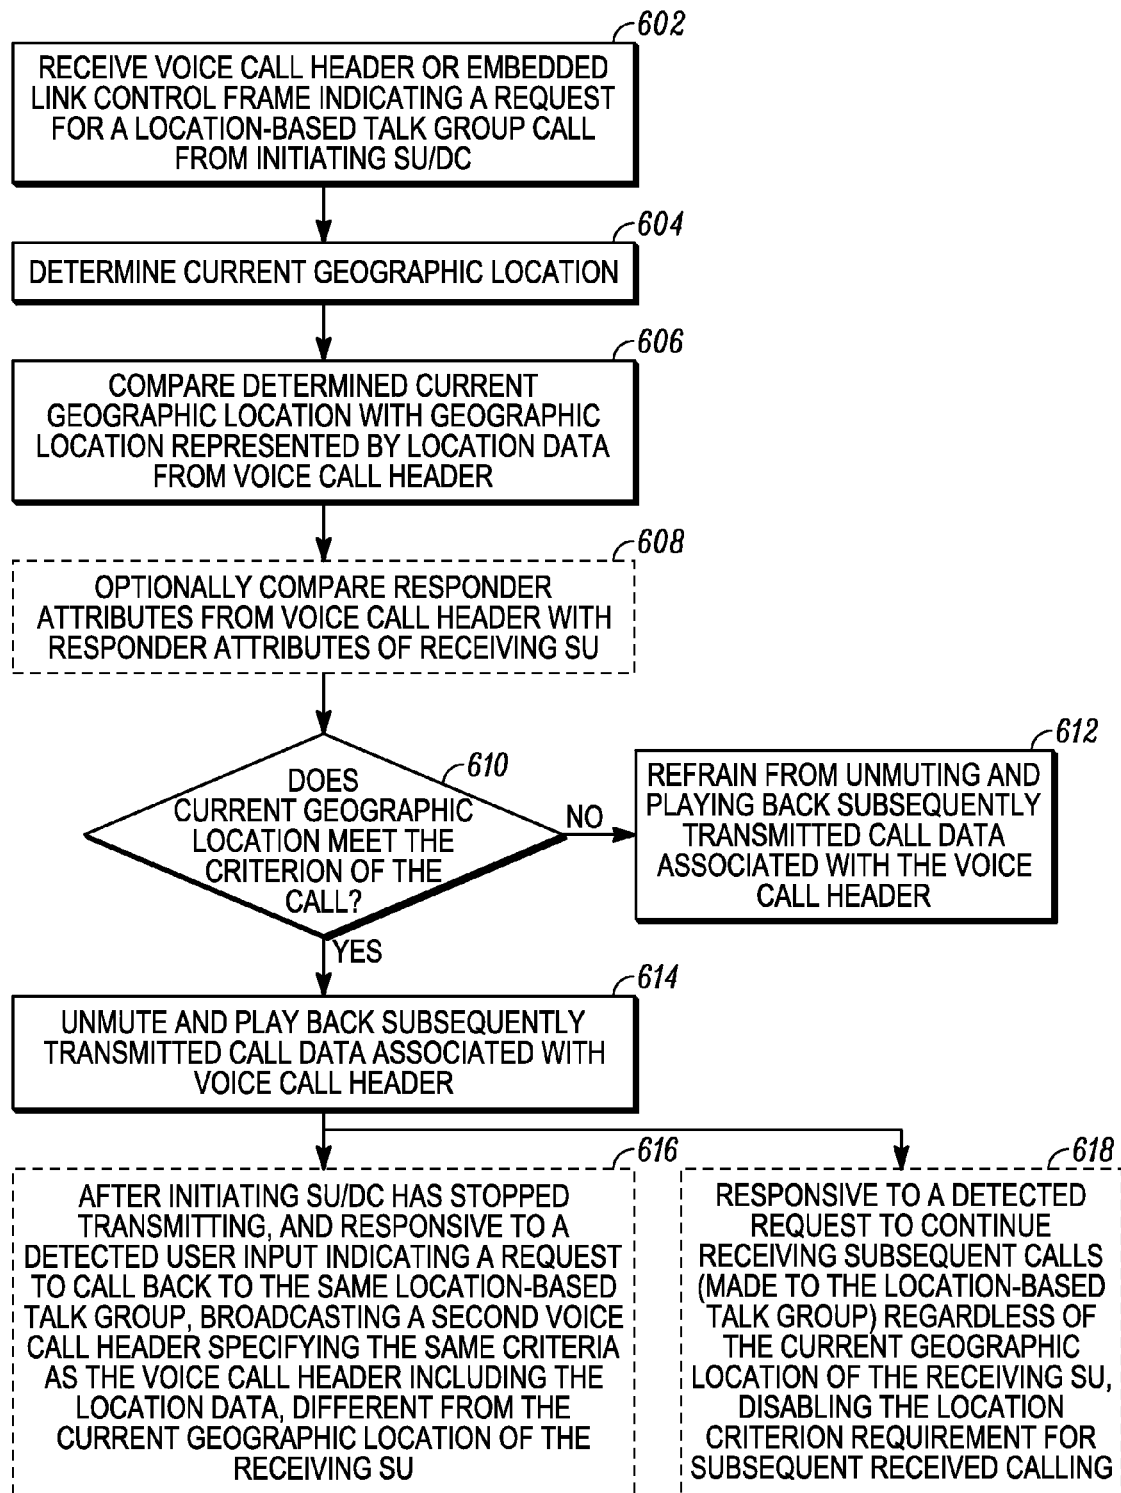 602
RECEIVE VOICE CALL HEADER OR EMBEDDED
LINK CONTROL FRAME INDICATING A REQUEST
FOR A LOCATION-BASED TALK GROUP CALL
FROM INITIATING SU/DC
604
DETERMINE CURRENT GEOGRAPHIC LOCATION
606
COMPARE DETERMINED CURRENT
GEOGRAPHIC LOCATION WITH GEOGRAPHIC
LOCATION REPRESENTED BY LOCATION DATA
FROM VOICE CALL HEADER
608
OPTIONALLY COMPARE RESPONDER
ATTRIBUTES FROM VOICE CALL HEADER WITH
RESPONDER ATTRIBUTES OF RECEIVING SU
610
DOES
CURRENT GEOGRAPHIC
LOCATION MEET THE
CRITERION OF THE
CALL?
NO
612
REFRAIN FROM UNMUTING AND
PLAYING BACK SUBSEQUENTLY
TRANSMITTED CALL DATA
ASSOCIATED WITH THE VOICE
CALL HEADER
YES
614
UNMUTE AND PLAY BACK SUBSEQUENTLY
TRANSMITTED CALL DATA ASSOCIATED WITH
VOICE CALL HEADER
616
AFTER INITIATING SU/DC HAS STOPPED
TRANSMITTING, AND RESPONSIVE TO A
DETECTED USER INPUT INDICATING A REQUEST
TO CALL BACK TO THE SAME LOCATION-BASED
TALK GROUP, BROADCASTING A SECOND VOICE
CALL HEADER SPECIFYING THE SAME CRITERIA
AS THE VOICE CALL HEADER INCLUDING THE
LOCATION DATA, DIFFERENT FROM THE
CURRENT GEOGRAPHIC LOCATION OF THE
RECEIVING SU
618
RESPONSIVE TO A DETECTED
REQUEST TO CONTINUE
RECEIVING SUBSEQUENT CALLS
(MADE TO THE LOCATION-BASED
TALK GROUP) REGARDLESS OF
THE CURRENT GEOGRAPHIC
LOCATION OF THE RECEIVING SU,
DISABLING THE LOCATION
CRITERION REQUIREMENT FOR
SUBSEQUENT RECEIVED CALLING